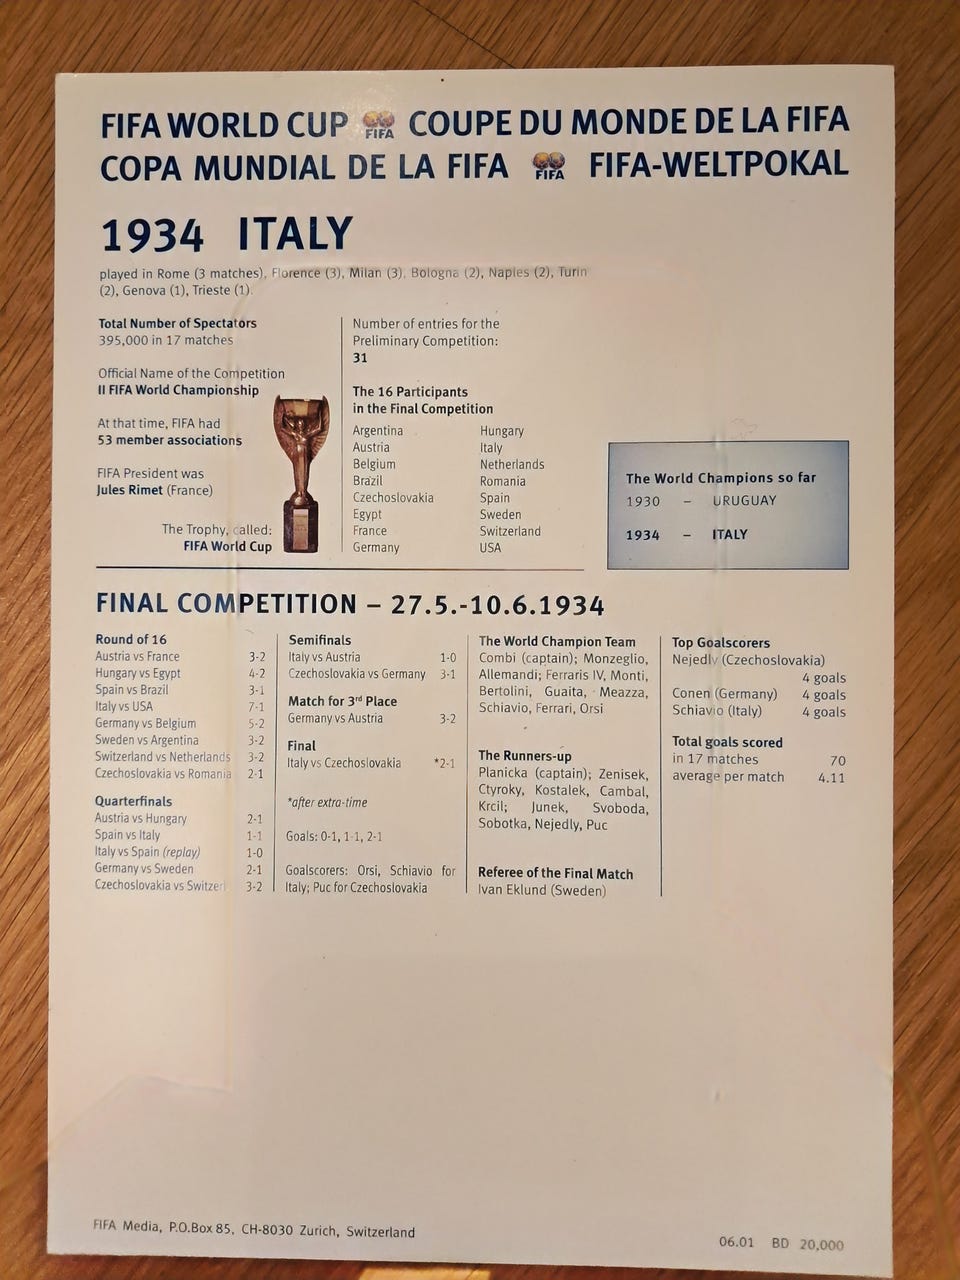 FIFA WORLD CUP FIFA COUPE DU MONDE DE LA FIFA
COPA MUNDIAL DE LA FIFA FIFA FIFA-WELTPOKAL
1934 ITALY
played in Rome (3 matches), Florence (3), Milan (3), Bologna (2), Naples (2), Turin
(2), Genova (1), Trieste (1).
Total Number of Spectators
395,000 in 17 matches
Official Name of the Competition
II FIFA World Championship
At that time, FIFA had
53 member associations
FIFA President was
Jules Rimet (France)
The Trophy, called:
FIFA World Cup
Number of entries for the
Preliminary Competition:
31
The 16 Participants
in the Final Competition
Argentina
Austria
Belgium
Brazil
Czechoslovakia
Egypt
France
Germany
Hungary
Italy
Netherlands
Romania
Spain
Sweden
Switzerland
USA
The World Champions so far
1930 – URUGUAY
1934 – ITALY
FINAL COMPETITION – 27.5.-10.6.1934
Round of 16
Austria vs France 3-2
Hungary vs Egypt 4-2
Spain vs Brazil 3-1
Italy vs USA 7-1
Germany vs Belgium 5-2
Sweden vs Argentina 3-2
Switzerland vs Netherlands 3-2
Czechoslovakia vs Romania 2-1
Quarterfinals
Austria vs Hungary 2-1
Spain vs Italy 1-1
Italy vs Spain (replay) 1-0
Germany vs Sweden 2-1
Czechoslovakia vs Switzerl 3-2
Semifinals
Italy vs Austria 1-0
Czechoslovakia vs Germany 3-1
Match for 3rd Place
Germany vs Austria 3-2
Final
Italy vs Czechoslovakia *2-1
*after extra-time
Goals: 0-1, 1-1, 2-1
Goalscorers: Orsi, Schiavio for
Italy; Puc for Czechoslovakia
The World Champion Team
Combi (captain); Monzeglio,
Allemandi; Ferraris IV, Monti,
Bertolini, Guaita, Meazza,
Schiavio, Ferrari, Orsi
The Runners-up
Planicka (captain); Zenisek,
Ctyroky, Kostalek, Cambal,
Krcil; Junek, Svoboda,
Sobotka, Nejedly, Puc
Referee of the Final Match
Ivan Eklund (Sweden)
Top Goalscorers
Nejedly (Czechoslovakia)
4 goals
Conen (Germany) 4 goals
Schiavio (Italy) 4 goals
Total goals scored
in 17 matches 70
average per match 4.11
FIFA Media, P.O.Box 85, CH-8030 Zurich, Switzerland
06.01 BD 20,000